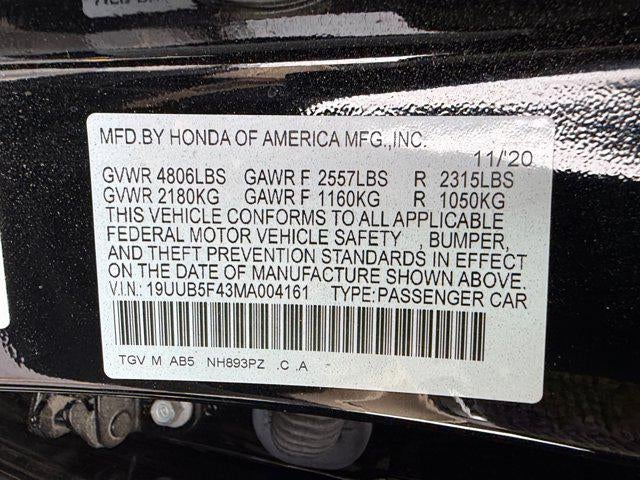 MFD.BY HONDA OF AMERICA MFG.,INC.
11/'20
GVWR 4806LBS GAWR F 2557LBS R 2315LBS
GVWR 2180KG GAWR F 1160KG R 1050KG
THIS VEHICLE CONFORMS TO ALL APPLICABLE
FEDERAL MOTOR VEHICLE SAFETY , BUMPER,
AND THEFT PREVENTION STANDARDS IN EFFECT
ON THE DATE OF MANUFACTURE SHOWN ABOVE.
V.I.N.: 19UUB5F43MA004161 TYPE:PASSENGER CAR
TGV M AB5 NH893PZ .C .A